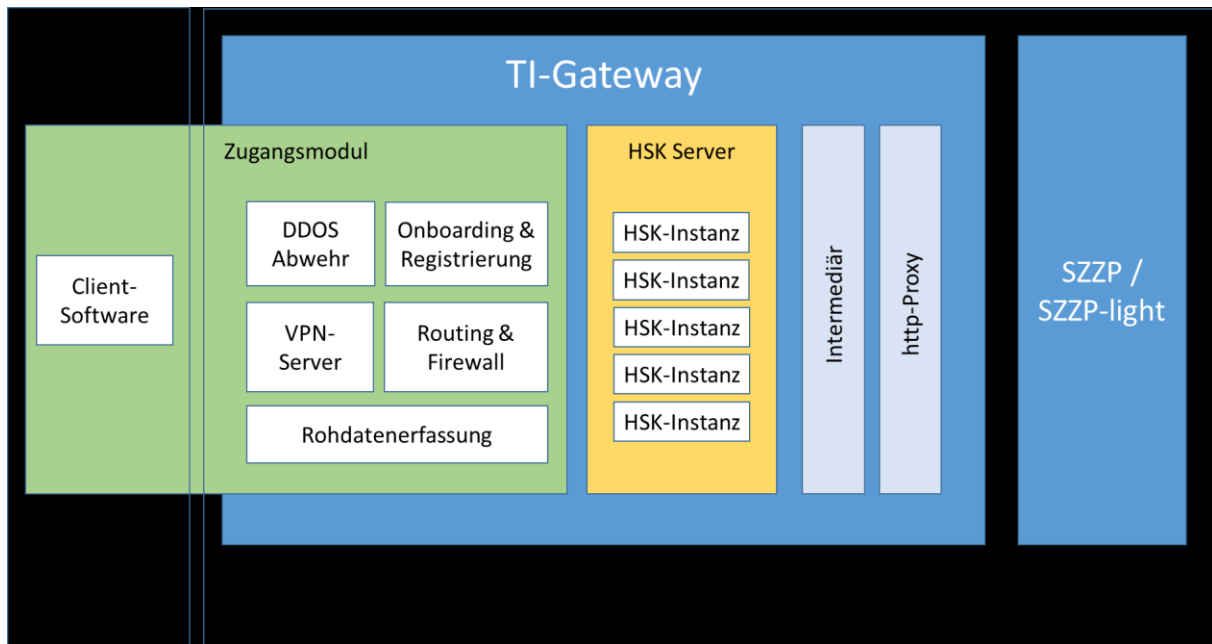 TI-Gateway
Zugangsmodul
Client-
Software
DDOS
Abwehr
Onboarding &
Registrierung
VPN-
Server
Routing &
Firewall
Rohdatenerfassung
HSK Server
HSK-Instanz
HSK-Instanz
HSK-Instanz
HSK-Instanz
HSK-Instanz
Intermediär
http-Proxy
SZZP /
SZZP-light